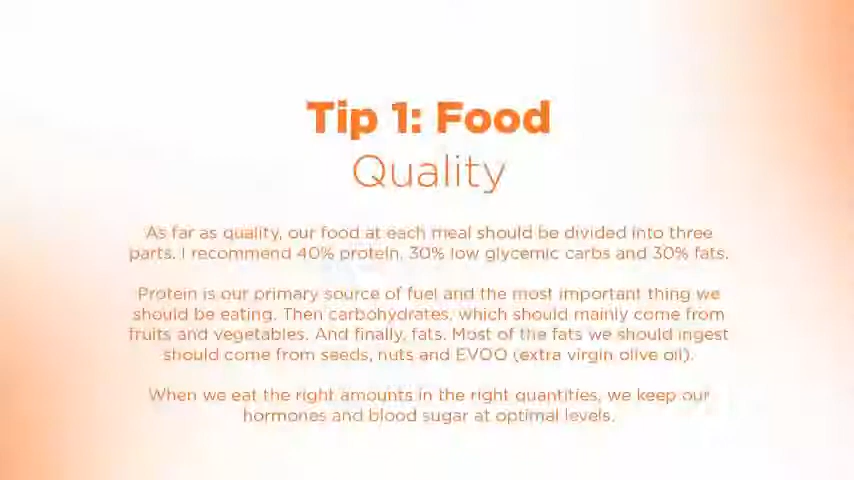 Tip 1: Food
Quality
As far as quality, our food at each meal should be divided into three
parts. I recommend 40% protein, 30% low glycemic carbs and 30% fats.
Protein is our primary source of fuel and the most important thing we
should be eating. Then carbohydrates, which should mainly come from
fruits and vegetables. And finally, fats. Most of the fats we should ingest
should come from seeds, nuts and EVOO (extra virgin olive oil).
When we eat the right amounts in the right quantities, we keep our
hormones and blood sugar at optimal levels.